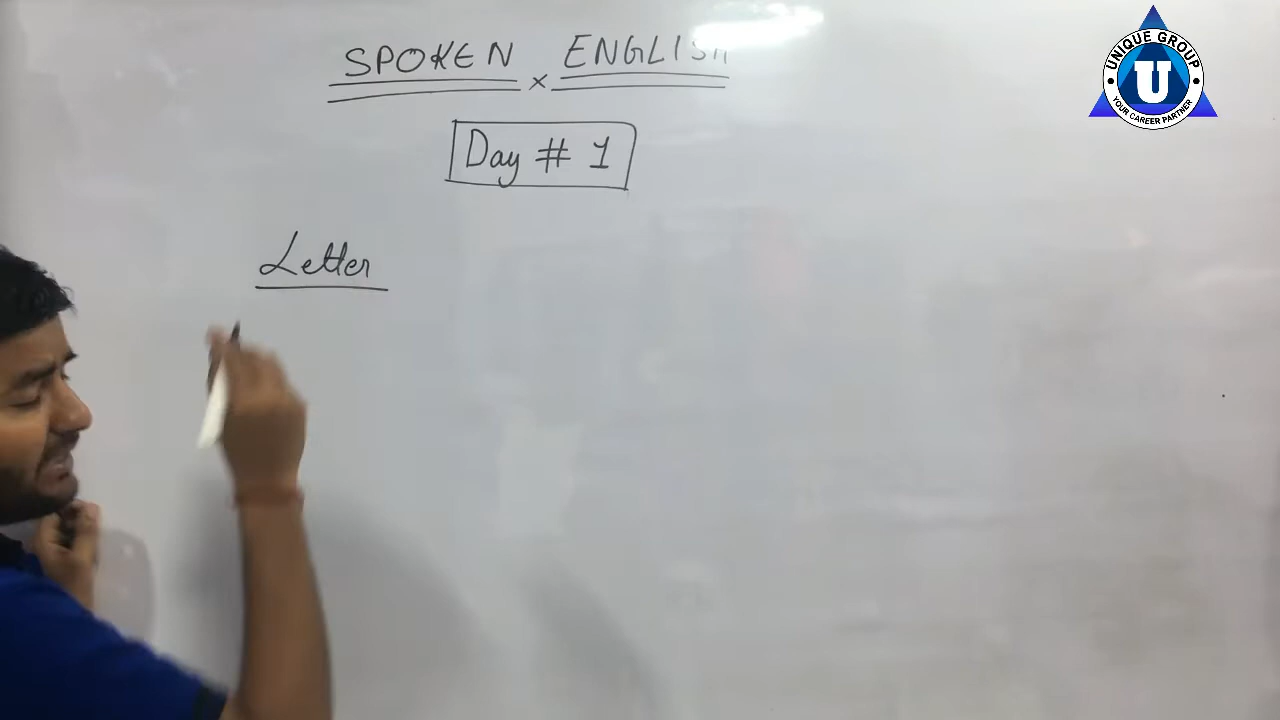 SPOKEN × ENGLISH
Day # 1
Letter
UNIQUE GROUP
U
YOUR CAREER PARTNER